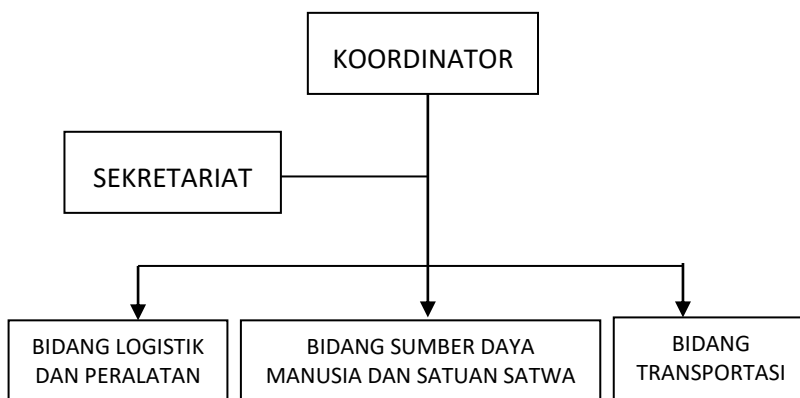 KOORDINATOR
SEKRETARIAT
BIDANG LOGISTIK
DAN PERALATAN
BIDANG SUMBER DAYA
MANUSIA DAN SATUAN SATWA
BIDANG
TRANSPORTASI